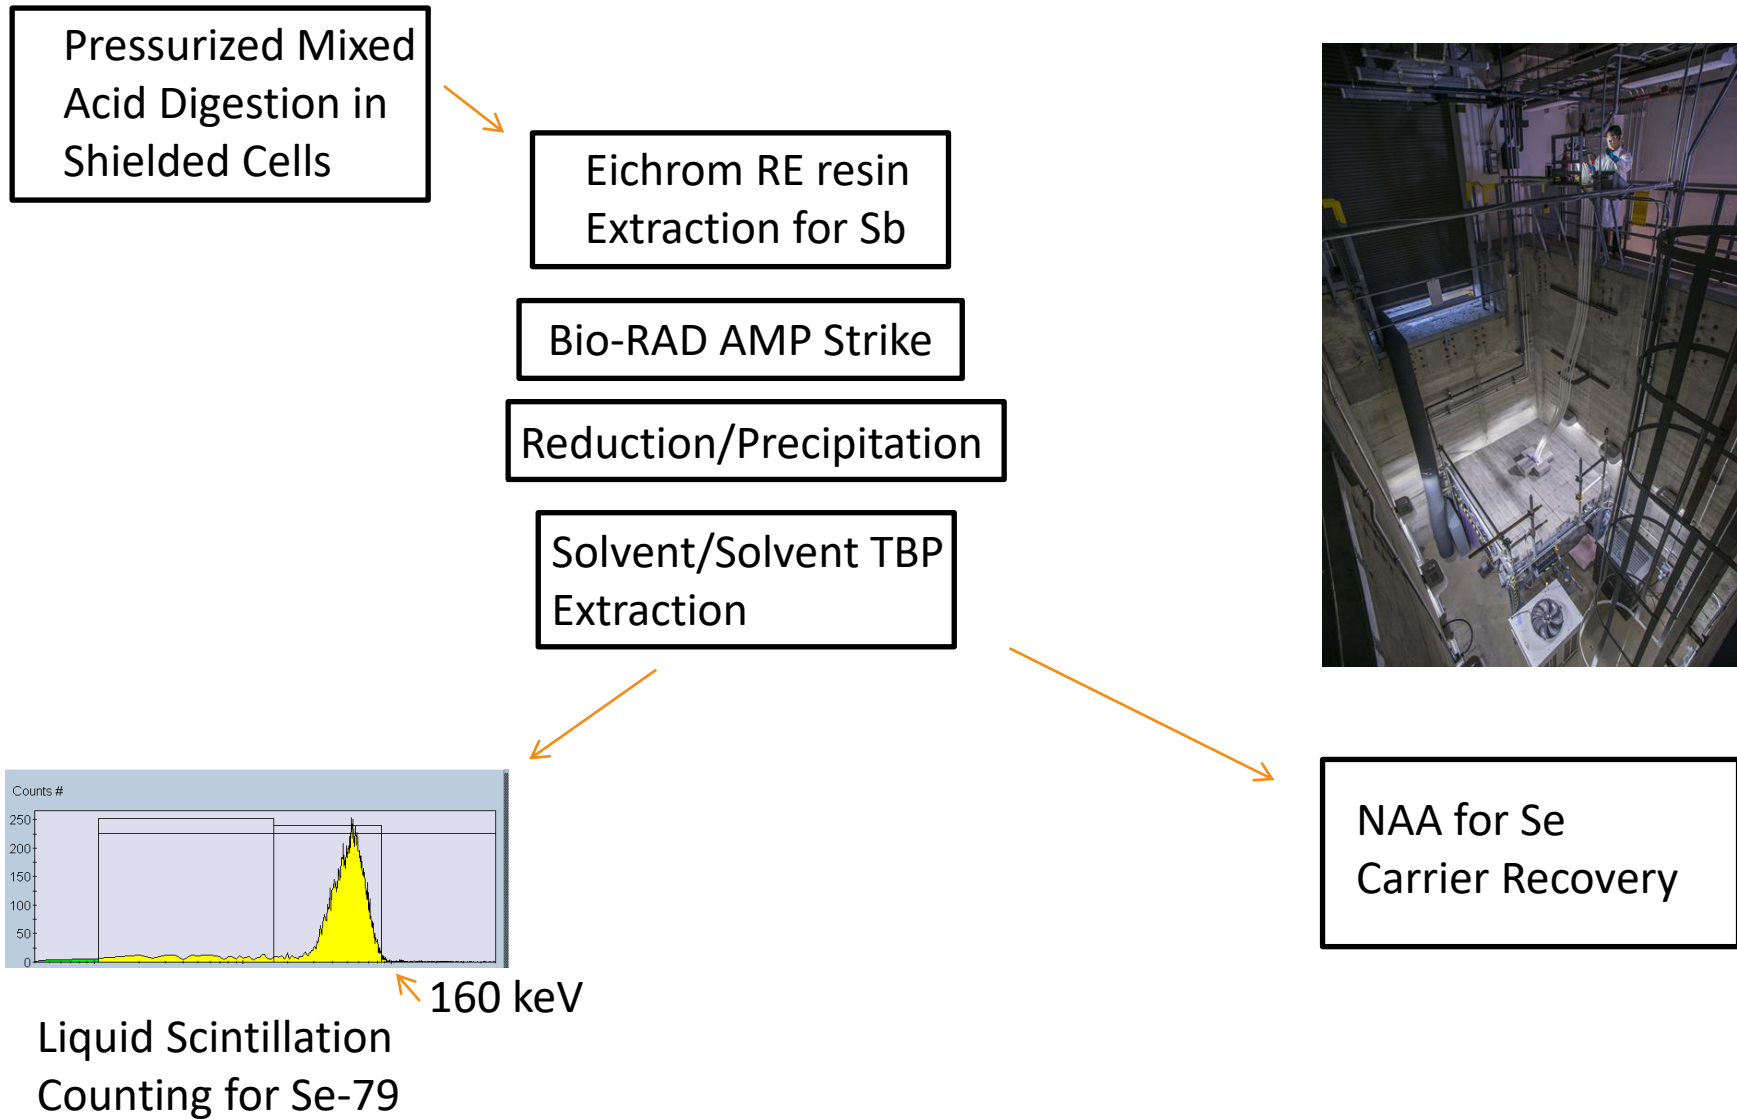 Pressurized Mixed
Acid Digestion in
Shielded Cells
Eichrom RE resin
Extraction for Sb
Bio-RAD AMP Strike
Reduction/Precipitation
Solvent/Solvent TBP
Extraction
Counts #
250
200
150
100
50
0
160 keV
Liquid Scintillation
Counting for Se-79
NAA for Se
Carrier Recovery